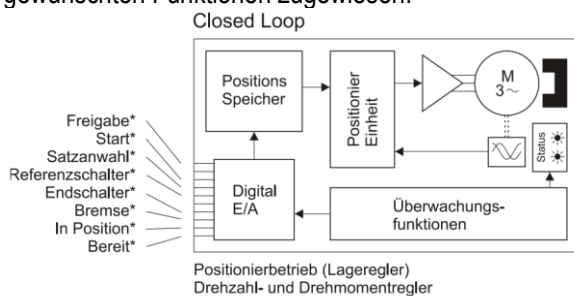 gewünschten Funktionen zugewiesen.
Closed Loop
Positions
Speicher
Positionier
Einheit
M
3~
Freigabe*
Start*
Satzanwahl*
Referenzschalter*
Endschalter*
Bremse*
In Position*
Bereit*
Digital
E/A
Status
Überwachungs-
funktionen
Positionierbetrieb (Lageregler)
Drehzahl- und Drehmomentregler